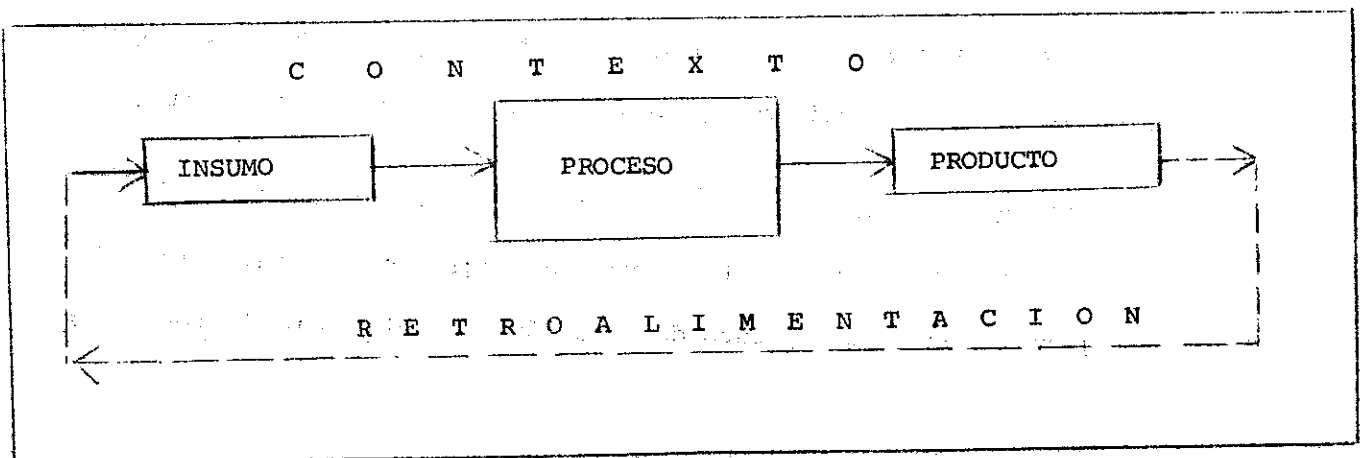 C O N T E X T O
INSUMO
PROCESO
PRODUCTO
R E T R O A L I M E N T A C I O N